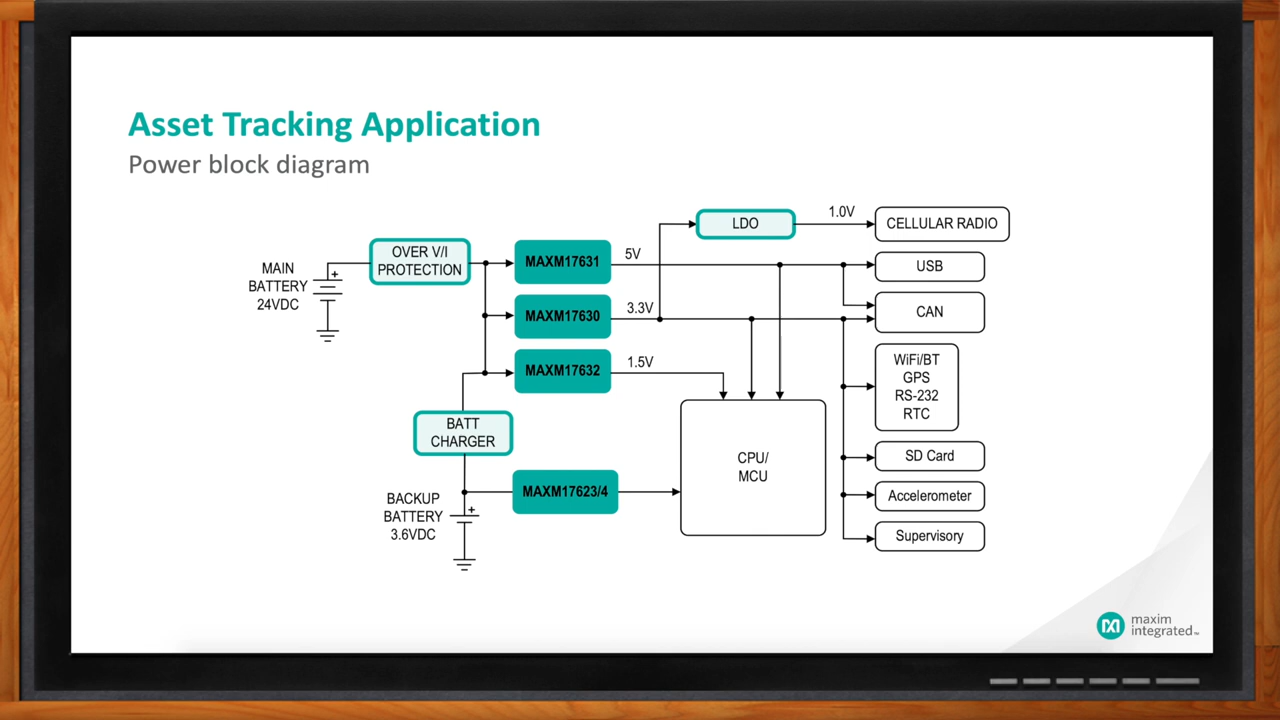 Asset Tracking Application
Power block diagram
MAIN
BATTERY
24VDC
+
OVER V/I
PROTECTION
MAXM17631
5V
MAXM17630
3.3V
MAXM17632
1.5V
LDO
1.0V
CELLULAR RADIO
USB
CAN
WiFi/BT
GPS
RS-232
RTC
SD Card
Accelerometer
Supervisory
CPU/
MCU
BATT
CHARGER
MAXM17623/4
BACKUP
BATTERY
3.6VDC
+
maxim
integrated™